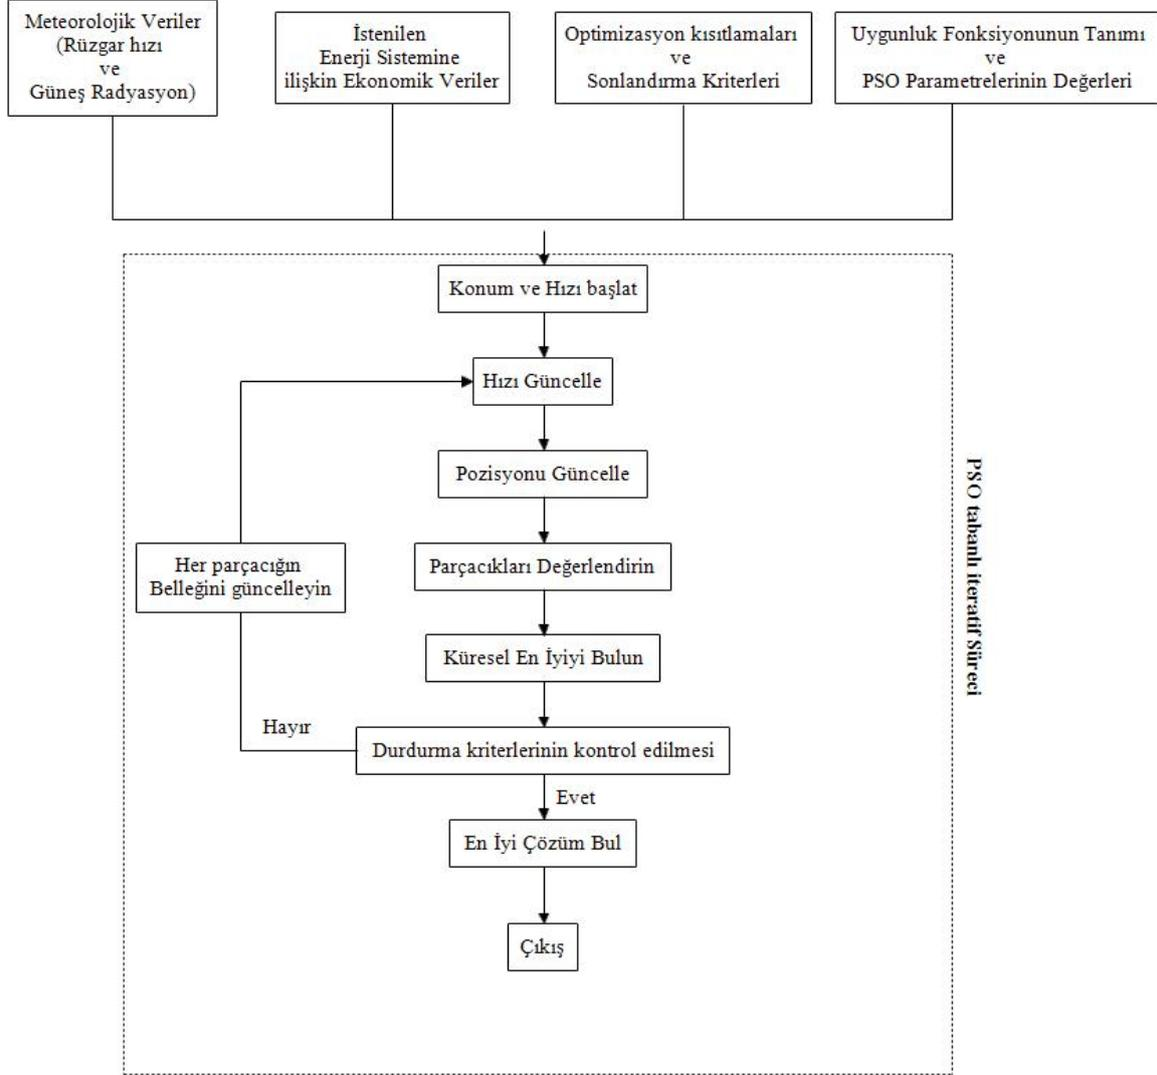 Meteorolojik Veriler
(Rüzgar hızı
ve
Güneş Radyasyon)
İstenilen
Enerji Sistemine
ilişkin Ekonomik Veriler
Optimizasyon kısıtlamaları
ve
Sonlandırma Kriterleri
Uygunluk Fonksiyonunun Tanımı
ve
PSO Parametrelerinin Değerleri
Konum ve Hızı başlat
Hızı Güncelle
Pozisyonu Güncelle
Her parçacığın
Belleğini güncelleyin
Parçacıkları Değerlendirin
Küresel En İyiyi Bulun
Hayır
Durdurma kriterlerinin kontrol edilmesi
Evet
En İyi Çözüm Bul
Çıkış
PSO tabanlı iteratif Süreci